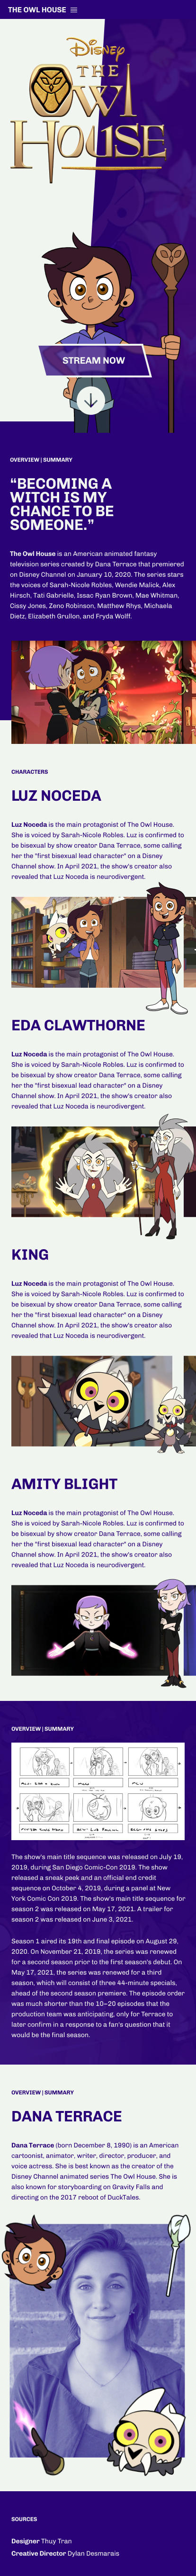 THE OWL HOUSE
Disney
THE
OWL
HOUSE
STREAM NOW
OVERVIEW | SUMMARY
“BECOMING A
WITCH IS MY
CHANCE TO BE
SOMEONE.”
The Owl House is an American animated fantasy
television series created by Dana Terrace that premiered
on Disney Channel on January 10, 2020. The series stars
the voices of Sarah-Nicole Robles, Wendie Malick, Alex
Hirsch, Tati Gabrielle, Issac Ryan Brown, Mae Whitman,
Cissy Jones, Zeno Robinson, Matthew Rhys, Michaela
Dietz, Elizabeth Grullon, and Fryda Wolff.
CHARACTERS
LUZ NOCEDA
Luz Noceda is the main protagonist of The Owl House.
She is voiced by Sarah-Nicole Robles. Luz is confirmed to
be bisexual by show creator Dana Terrace, some calling
her the "first bisexual lead character" on a Disney
Channel show. In April 2021, the show's creator also
revealed that Luz Noceda is neurodivergent.
EDA CLAWTHORNE
Luz Noceda is the main protagonist of The Owl House.
She is voiced by Sarah-Nicole Robles. Luz is confirmed to
be bisexual by show creator Dana Terrace, some calling
her the "first bisexual lead character" on a Disney
Channel show. In April 2021, the show's creator also
revealed that Luz Noceda is neurodivergent.
KING
Luz Noceda is the main protagonist of The Owl House.
She is voiced by Sarah-Nicole Robles. Luz is confirmed to
be bisexual by show creator Dana Terrace, some calling
her the "first bisexual lead character" on a Disney
Channel show. In April 2021, the show's creator also
revealed that Luz Noceda is neurodivergent.
AMITY BLIGHT
Luz Noceda is the main protagonist of The Owl House.
She is voiced by Sarah-Nicole Robles. Luz is confirmed to
be bisexual by show creator Dana Terrace, some calling
her the "first bisexual lead character" on a Disney
Channel show. In April 2021, the show's creator also
revealed that Luz Noceda is neurodivergent.
OVERVIEW | SUMMARY
The show's main title sequence was released on July 19,
2019, during San Diego Comic-Con 2019. The show
released a sneak peek and an official end credit
sequence on October 4, 2019, during a panel at New
York Comic Con 2019. The show's main title sequence for
season 2 was released on May 17, 2021. A trailer for
season 2 was released on June 3, 2021.
Season 1 aired its 19th and final episode on August 29,
2020. On November 21, 2019, the series was renewed
for a second season prior to the first season's debut. On
May 17, 2021, the series was renewed for a third
season, which will consist of three 44-minute specials,
ahead of the second season premiere. The episode order
was much shorter than the 10–20 episodes that the
production team was anticipating, only for Terrace to
later confirm in a response to a fan's question that it
would be the final season.
OVERVIEW | SUMMARY
DANA TERRACE
Dana Terrace (born December 8, 1990) is an American
cartoonist, animator, writer, director, producer, and
voice actress. She is best known as the creator of the
Disney Channel animated series The Owl House. She is
also known for storyboarding on Gravity Falls and
directing on the 2017 reboot of DuckTales.
SOURCES
Designer Thuy Tran
Creative Director Dylan Desmarais